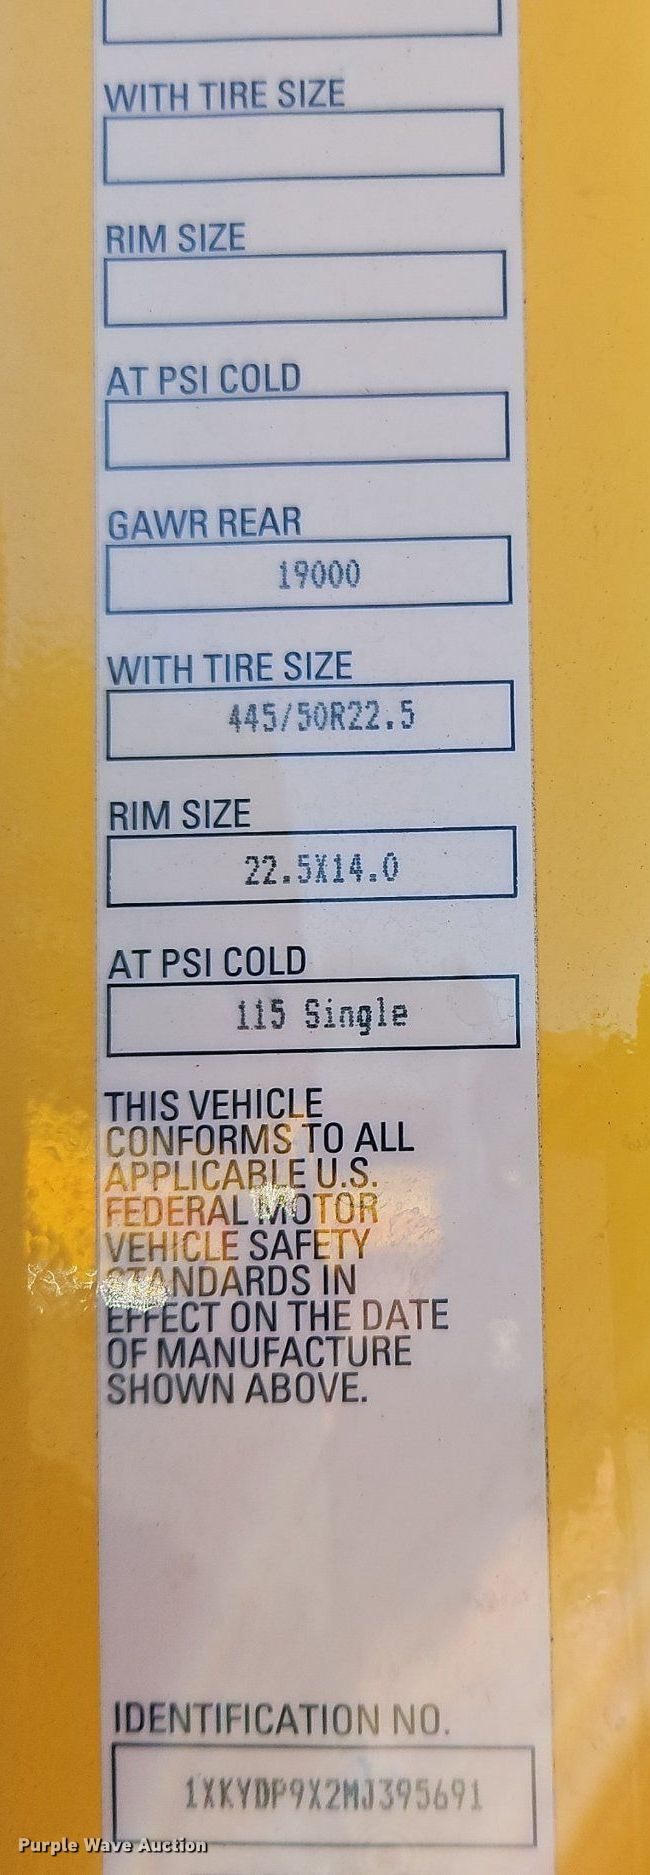 WITH TIRE SIZE
RIM SIZE
AT PSI COLD
GAWR REAR
19000
WITH TIRE SIZE
445/50R22.5
RIM SIZE
22.5X14.0
AT PSI COLD
115 Single
THIS VEHICLE
CONFORMS TO ALL
APPLICABLE U.S.
FEDERAL MOTOR
VEHICLE SAFETY
STANDARDS IN
EFFECT ON THE DATE
OF MANUFACTURE
SHOWN ABOVE.
IDENTIFICATION NO.
1XKYDP9X2MJ395691
Purple Wave Auction